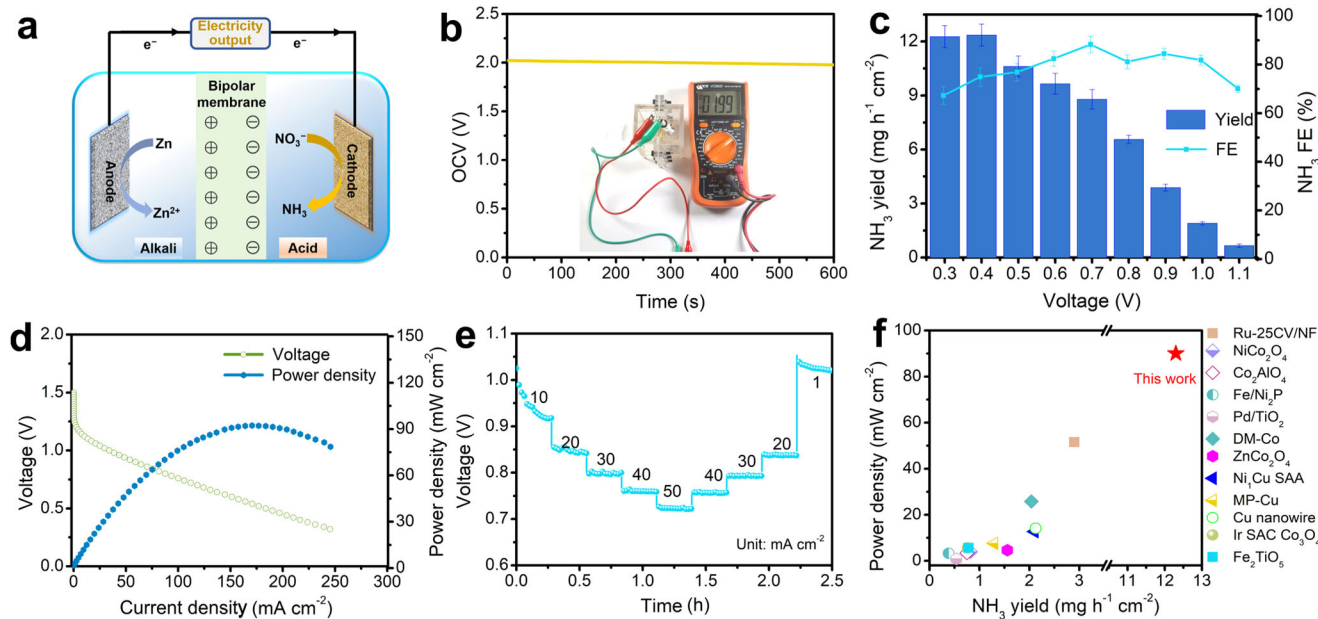 a
Electricity
output
e⁻
e⁻
Bipolar
membrane
⊕ ⊖
⊕ ⊖
⊕ ⊖
⊕ ⊖
⊕ ⊖
⊕ ⊖
Anode
Zn
Zn²⁺
NO₃⁻
NH₃
Cathode
Alkali
Acid
b
OCV (V)
2.5
2.0
1.5
1.0
0.5
0.0
0199
0 100 200 300 400 500 600
Time (s)
c
NH₃ yield (mg h⁻¹ cm⁻²)
12
9
6
3
0
Yield
FE
100
80
60
40
20
0
NH₃ FE (%)
0.3 0.4 0.5 0.6 0.7 0.8 0.9 1.0 1.1
Voltage (V)
d
Voltage (V)
2.0
1.5
1.0
0.5
0.0
Voltage
Power density
150
120
90
60
30
0
Power density (mW cm⁻²)
0 50 100 150 200 250 300
Current density (mA cm⁻²)
e
Voltage (V)
1.1
1.0
0.9
0.8
0.7
0.6
10
20
30
40
50
40
30
20
1
Unit: mA cm⁻²
0.0 0.5 1.0 1.5 2.0 2.5
Time (h)
f
Power density (mW cm⁻²)
100
80
60
40
20
0
This work
0 1 2 3 11 12 13
NH₃ yield (mg h⁻¹ cm⁻²)
Ru-25CV/NF
NiCo₂O₄
Co₂AlO₄
Fe/Ni₂P
Pd/TiO₂
DM-Co
ZnCo₂O₄
Ni₁Cu SAA
MP-Cu
Cu nanowire
Ir SAC Co₃O₄
Fe₂TiO₅